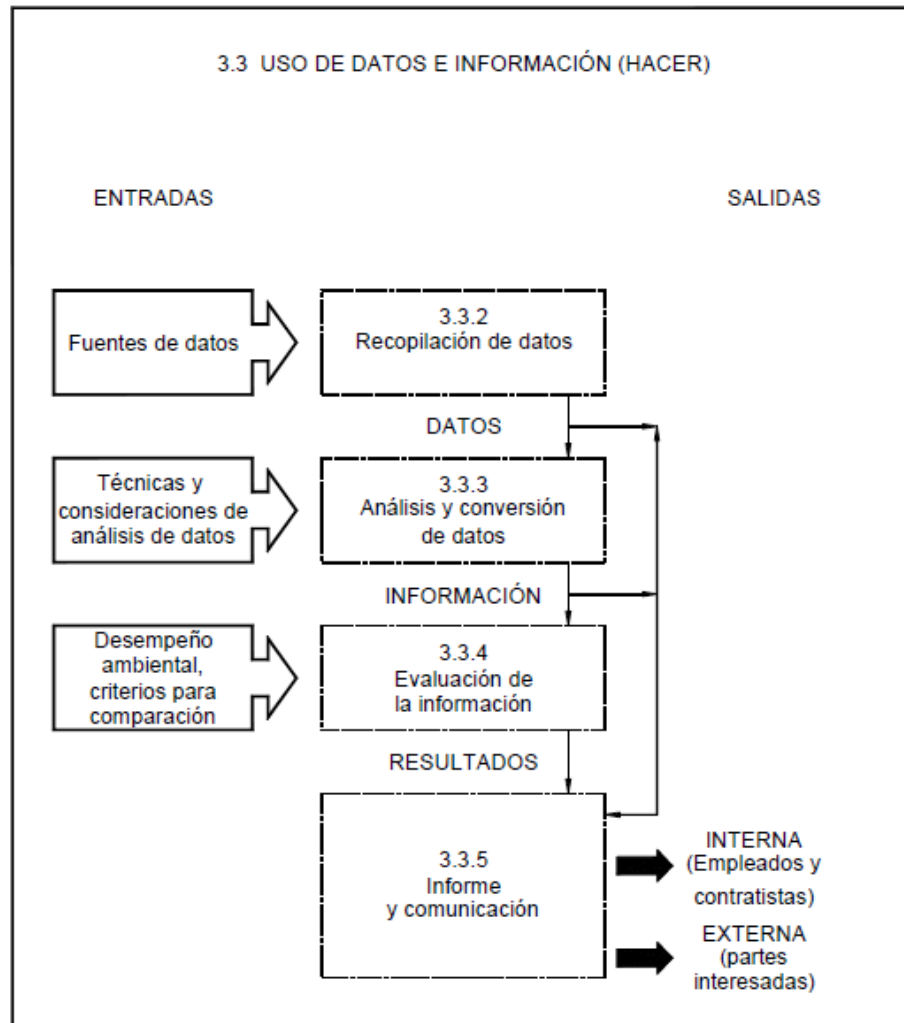 3.3 USO DE DATOS E INFORMACIÓN (HACER)
ENTRADAS
SALIDAS
Fuentes de datos
3.3.2
Recopilación de datos
DATOS
Técnicas y
consideraciones de
análisis de datos
3.3.3
Análisis y conversión
de datos
INFORMACIÓN
Desempeño
ambiental,
criterios para
comparación
3.3.4
Evaluación de
la información
RESULTADOS
3.3.5
Informe
y comunicación
INTERNA
(Empleados y
contratistas)
EXTERNA
(partes
interesadas)